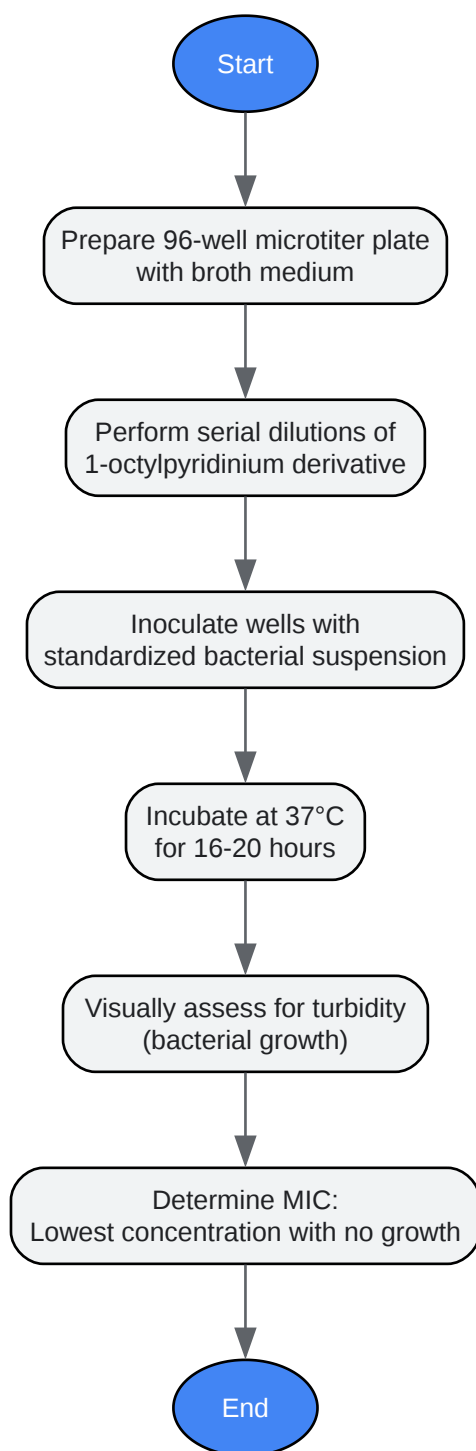 Start
Prepare 96-well microtiter plate
with broth medium
Perform serial dilutions of
1-octylpyridinium derivative
Inoculate wells with
standardized bacterial suspension
Incubate at 37°C
for 16-20 hours
Visually assess for turbidity
(bacterial growth)
Determine MIC:
Lowest concentration with no growth
End